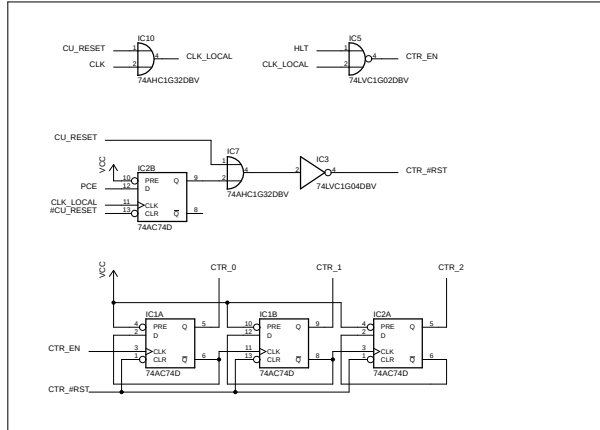 IC10
CU_RESET 1 4 CLK_LOCAL
CLK 2
74AHC1G32DBV
IC5
HLT 1 4 CTR_EN
CLK_LOCAL 2
74LVC1G02DBV
CU_RESET
VCC
IC2B
10 PRE Q 9
PCE 12 D
CLK_LOCAL 11 CLK
#CU_RESET 13 CLR Q 8
74AC74D
IC7
1 4
2
74AHC1G32DBV
IC3
2 4 CTR_#RST
74LVC1G04DBV
VCC
CTR_0 CTR_1 CTR_2
IC1A
4 PRE Q 5
2 D
CTR_EN 3 CLK Q 6
1 CLR
74AC74D
IC1B
10 PRE Q 9
12 D
11 CLK Q 8
13 CLR
74AC74D
IC2A
4 PRE Q 5
2 D
3 CLK Q 6
1 CLR
74AC74D
CTR_#RST